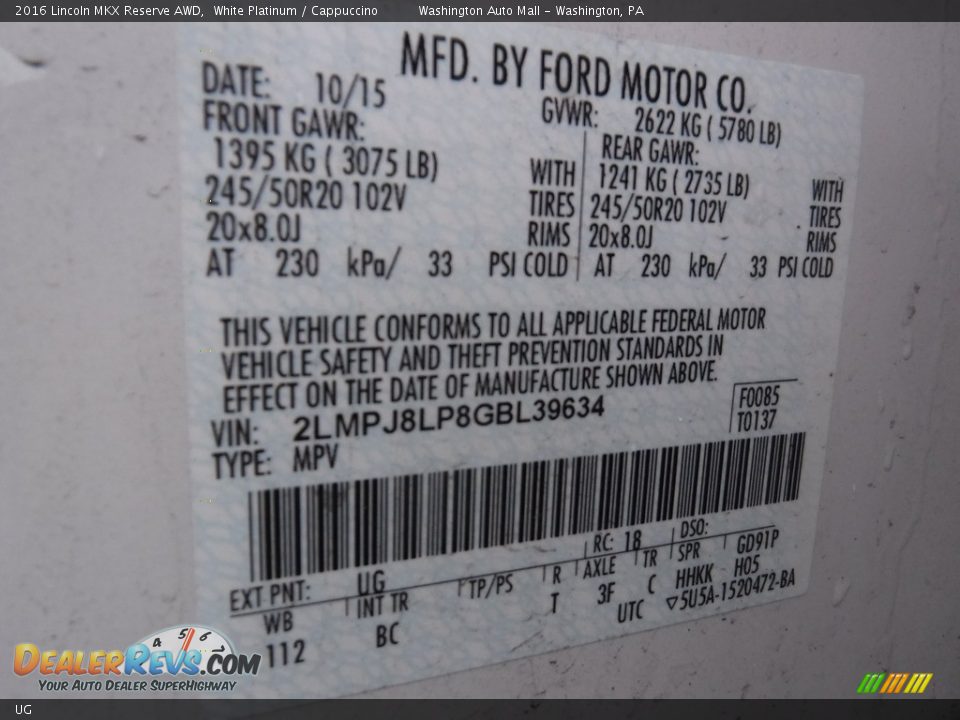 2016 Lincoln MKX Reserve AWD, White Platinum / Cappuccino Washington Auto Mall - Washington, PA
MFD. BY FORD MOTOR CO.
DATE: 10/15 GVWR: 2622 KG ( 5780 LB)
FRONT GAWR: REAR GAWR:
1395 KG ( 3075 LB) WITH 1241 KG ( 2735 LB) WITH
245/50R20 102V TIRES 245/50R20 102V TIRES
20x8.0J RIMS 20x8.0J RIMS
AT 230 kPa/ 33 PSI COLD AT 230 kPa/ 33 PSI COLD
THIS VEHICLE CONFORMS TO ALL APPLICABLE FEDERAL MOTOR
VEHICLE SAFETY AND THEFT PREVENTION STANDARDS IN
EFFECT ON THE DATE OF MANUFACTURE SHOWN ABOVE.
VIN: 2LMPJ8LP8GBL39634 F0085
TYPE: MPV T0137
EXT PNT: UG RC: 18 DSO:
WB INT TR TP/PS R AXLE TR SPR GD91P
112 BC T 3F C HHKK H05
UTC ▽5U5A-1520472-BA
DEALERREVS.COM
4 5 6
YOUR AUTO DEALER SUPERHIGHWAY
UG